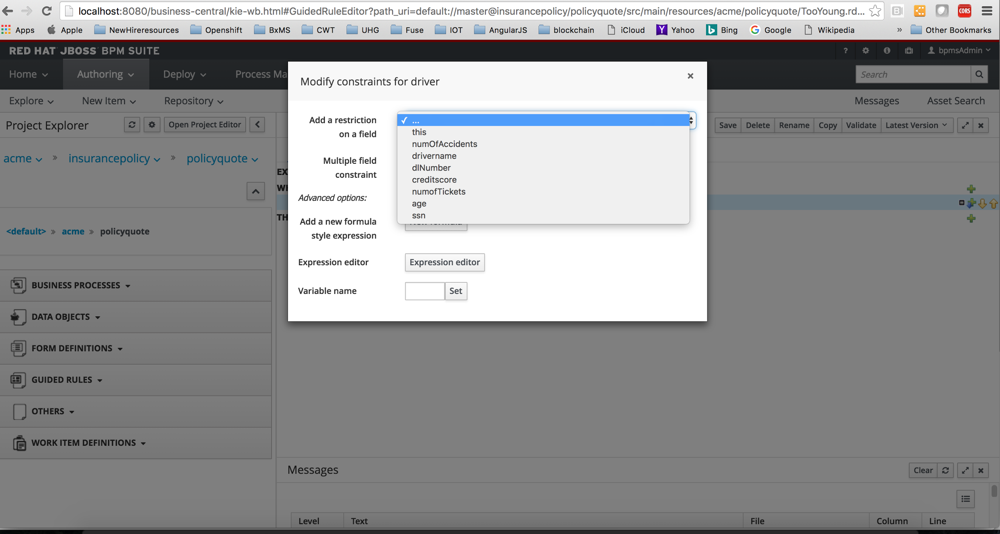 localhost:8080/business-central/kie-wb.html#GuidedRuleEditor?path_uri=default://master@insurancepolicy/policyquote/src/main/resources/acme/policyquote/TooYoung.rd...
B CORS
Apps Apple NewHireresources Openshift BxMS CWT UHG Fuse IOT AngularJS blockchain iCloud Yahoo Bing Google Wikipedia » Other Bookmarks
RED HAT JBOSS BPM SUITE
? bpmsAdmin
Home Authoring Deploy Process Ma
Search
Explore New Item Repository
Messages Asset Search
Project Explorer Open Project Editor
Save Delete Rename Copy Validate Latest Version
acme » insurancepolicy » policyquote
<default> » acme » policyquote
BUSINESS PROCESSES
DATA OBJECTS
FORM DEFINITIONS
GUIDED RULES
OTHERS
WORK ITEM DEFINITIONS
EX
WH
TH
Modify constraints for driver
Add a restriction
on a field
✓ ...
this
numOfAccidents
drivername
dlNumber
creditscore
numofTickets
age
ssn
Multiple field
constraint
Advanced options:
Add a new formula
style expression
New formula
Expression editor Expression editor
Variable name Set
Messages Clear
Level Text File Column Line